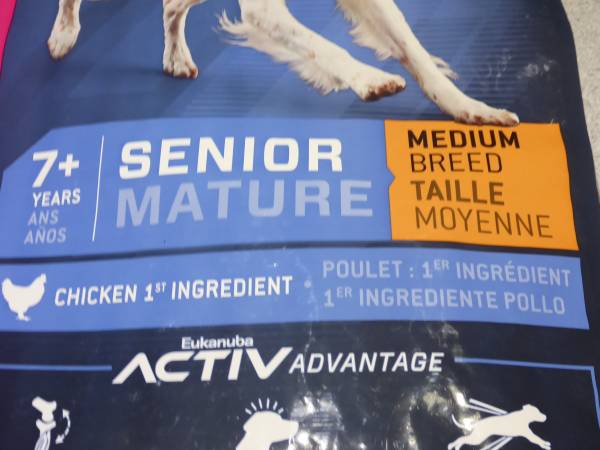 7+
YEARS
ANS
AÑOS
SENIOR
MATURE
MEDIUM
BREED
TAILLE
MOYENNE
CHICKEN 1ST INGREDIENT • POULET : 1ER INGRÉDIENT
1ER INGREDIENTE POLLO
Eukanuba
ACTIV ADVANTAGE